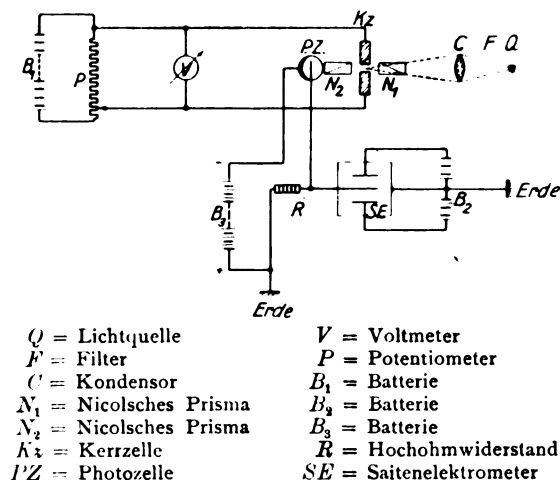 Kz
P.Z.
C F Q
B₁ P V
N₂ N₁
Erde
B₃ R SE B₂
Erde
Q = Lichtquelle
F = Filter
C = Kondensor
N₁ = Nicolsches Prisma
N₂ = Nicolsches Prisma
Kz = Kerrzelle
PZ = Photozelle
V = Voltmeter
P = Potentiometer
B₁ = Batterie
B₂ = Batterie
B₃ = Batterie
R = Hochohmwiderstand
SE = Saitenelektrometer